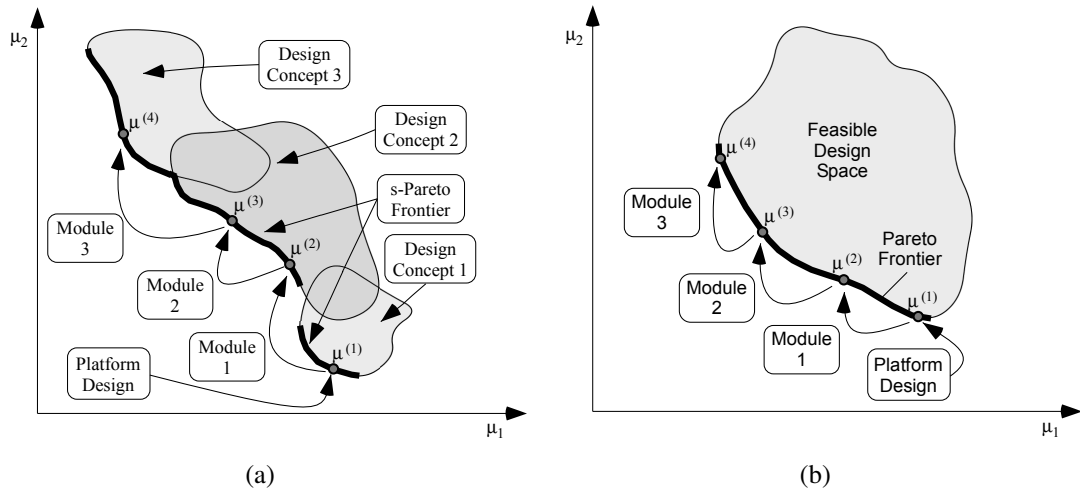 μ2
Design
Concept 3
μ(4)
Design
Concept 2
s-Pareto
Frontier
μ(3)
Module
3
μ(2)
Design
Concept 1
Module
2
Module
1
μ(1)
Platform
Design
μ1
(a)
μ2
Feasible
Design
Space
μ(4)
Module
3
μ(3)
Pareto
Frontier
μ(2)
Module
2
μ(1)
Module
1
Platform
Design
μ1
(b)